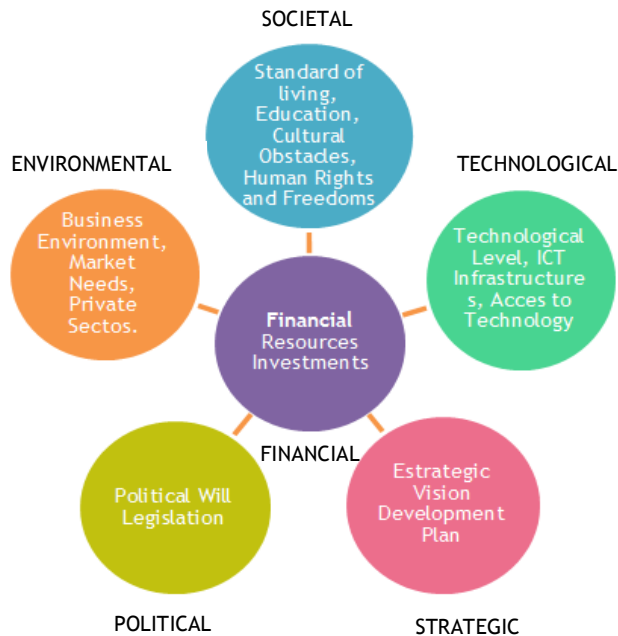 SOCIETAL
Standard of
living,
Education,
Cultural
Obstacles,
Human Rights
and Freedoms
ENVIRONMENTAL
Business
Environment,
Market
Needs,
Private
Sectos.
TECHNOLOGICAL
Technological
Level, ICT
Infrastructure
s, Acces to
Technology
Financial
Resources
Investments
FINANCIAL
Political Will
Legislation
POLITICAL
Estrategic
Vision
Development
Plan
STRATEGIC